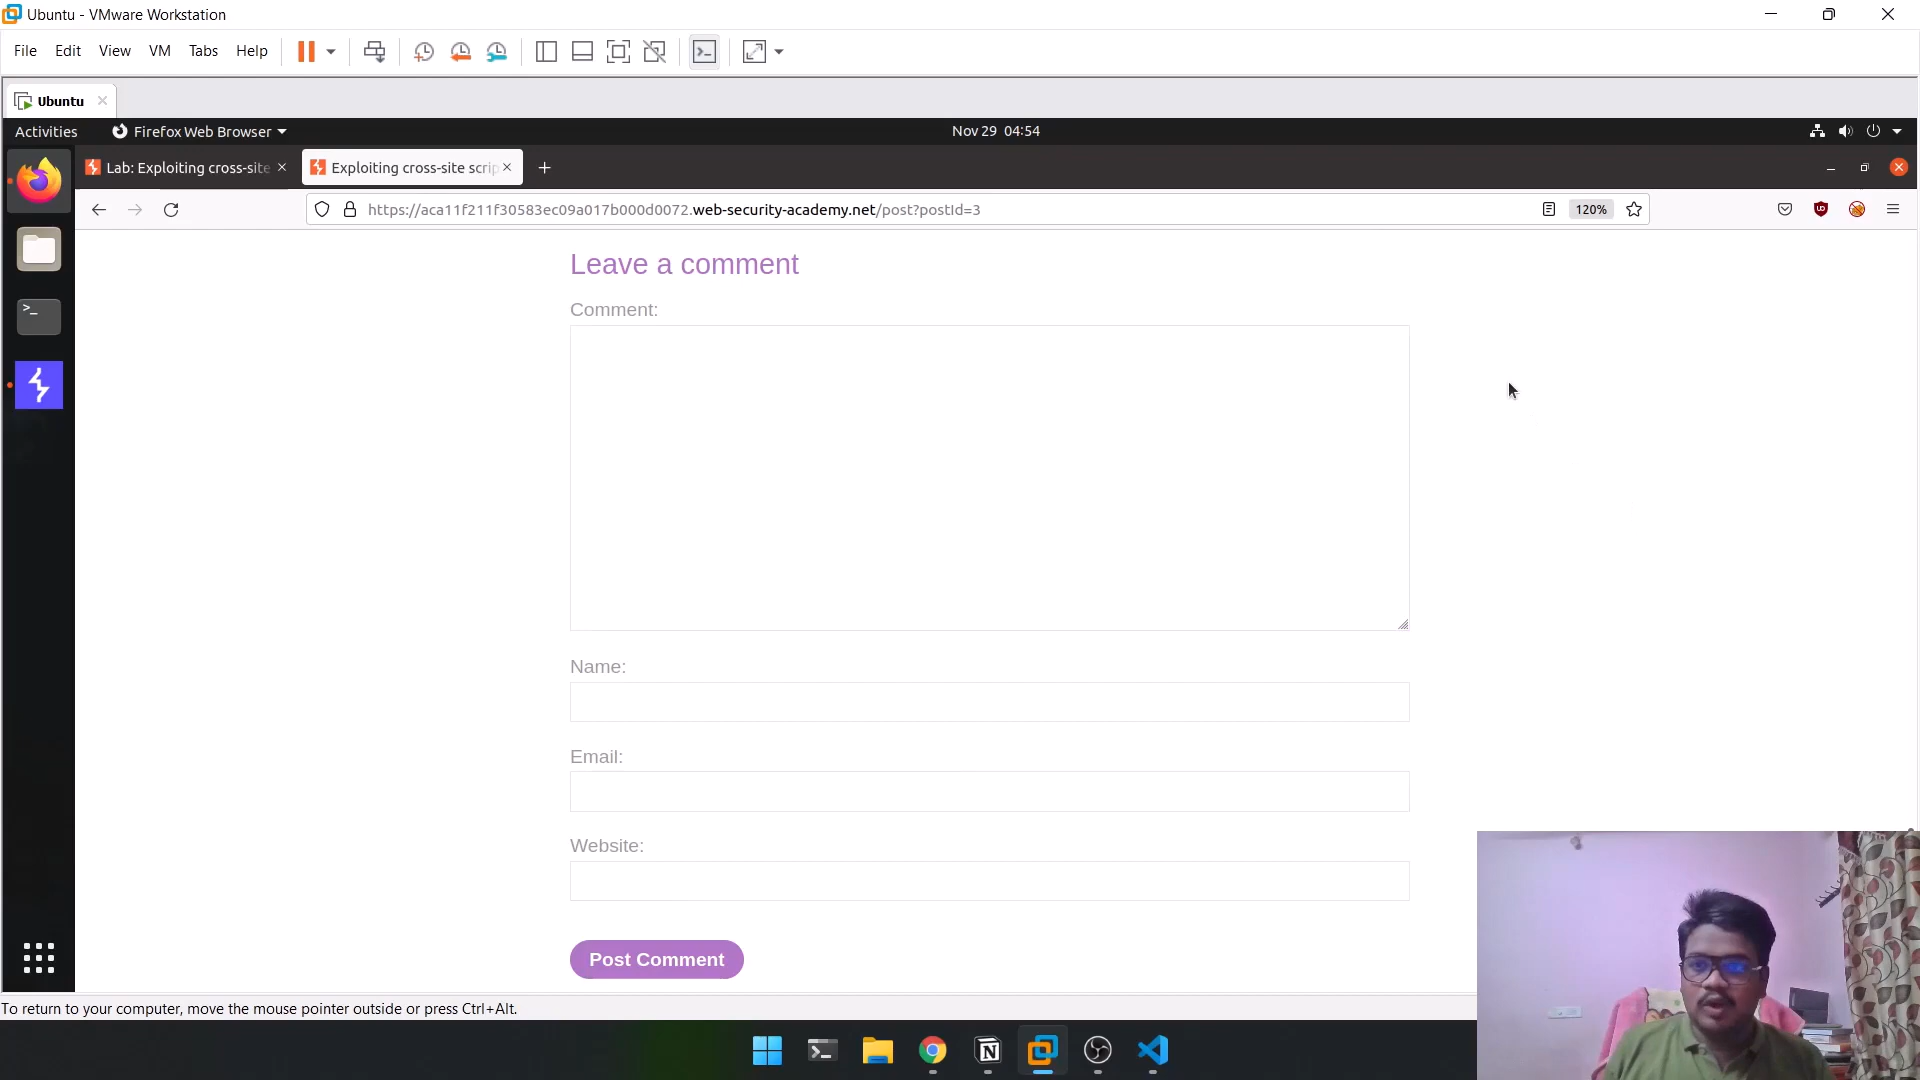 Ubuntu - VMware Workstation
File Edit View VM Tabs Help
Ubuntu
Activities Firefox Web Browser Nov 29 04:54
Lab: Exploiting cross-site Exploiting cross-site scrip
https://aca11f211f30583ec09a017b000d0072.web-security-academy.net/post?postId=3 120%
Leave a comment
Comment:
Name:
Email:
Website:
Post Comment
To return to your computer, move the mouse pointer outside or press Ctrl+Alt.